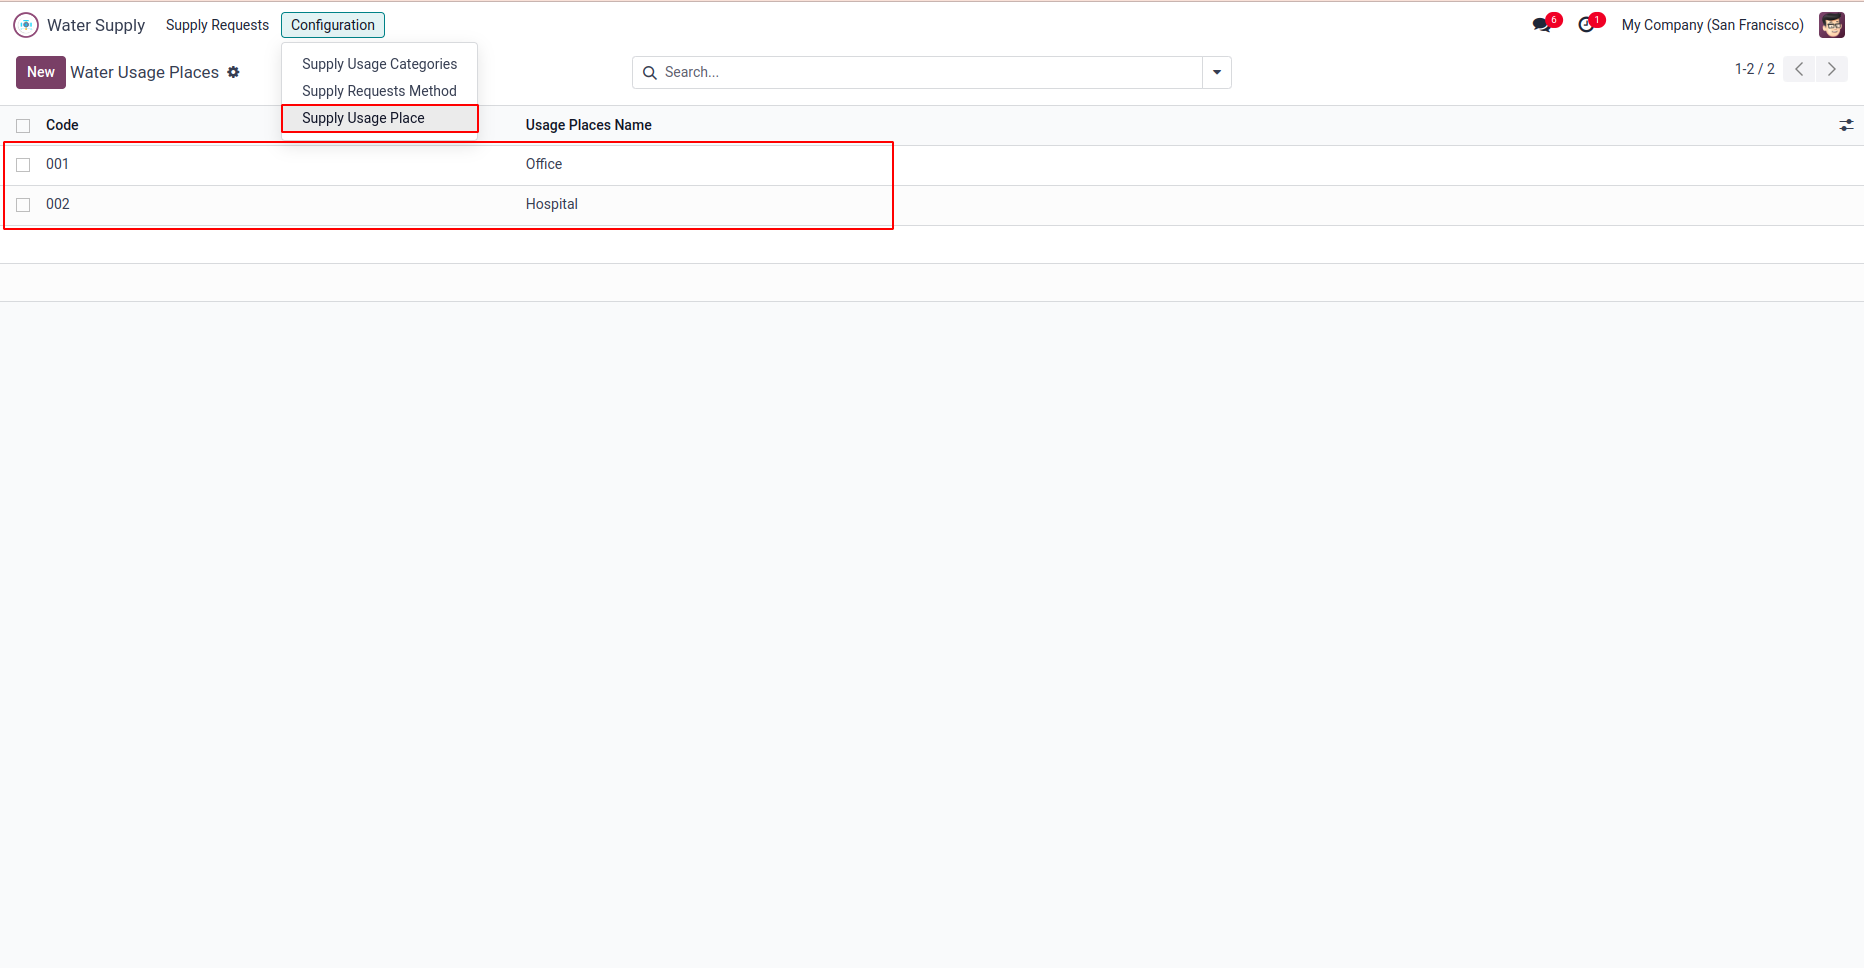 Water Supply Supply Requests Configuration 6 1 My Company (San Francisco)
Supply Usage Categories
Supply Requests Method
Supply Usage Place
New Water Usage Places Search... 1-2 / 2
Code Usage Places Name
001 Office
002 Hospital